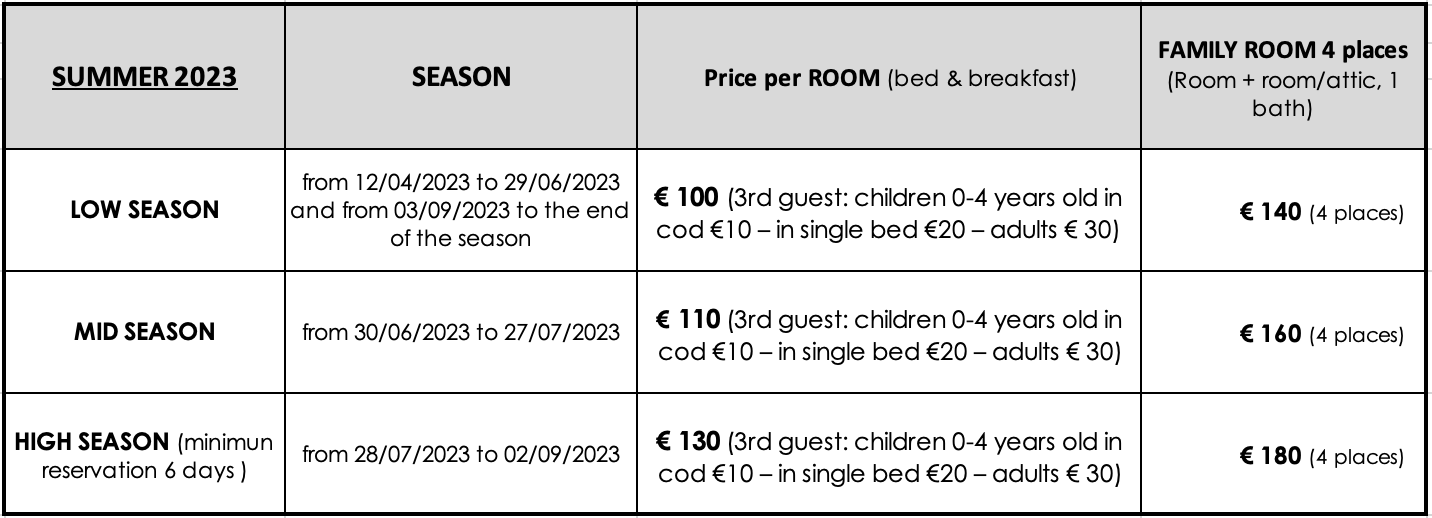 SUMMER 2023
SEASON
Price per ROOM (bed & breakfast)
FAMILY ROOM 4 places
(Room + room/attic, 1
bath)
LOW SEASON
from 12/04/2023 to 29/06/2023
and from 03/09/2023 to the end
of the season
€ 100 (3rd guest: children 0-4 years old in
cod €10 – in single bed €20 – adults € 30)
€ 140 (4 places)
MID SEASON
from 30/06/2023 to 27/07/2023
€ 110 (3rd guest: children 0-4 years old in
cod €10 – in single bed €20 – adults € 30)
€ 160 (4 places)
HIGH SEASON (minimun
reservation 6 days )
from 28/07/2023 to 02/09/2023
€ 130 (3rd guest: children 0-4 years old in
cod €10 – in single bed €20 – adults € 30)
€ 180 (4 places)